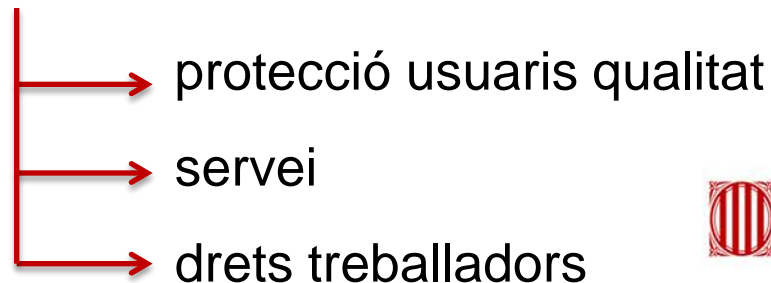 protecció usuaris qualitat
servei
drets treballadors